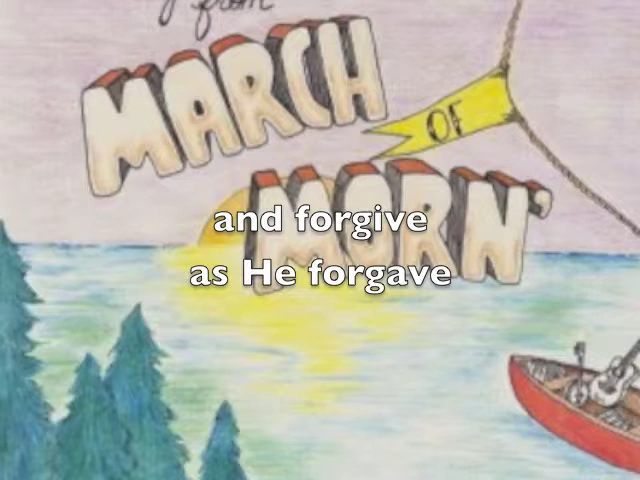 from
MARCH
OF
MORN'
and forgive
as He forgave